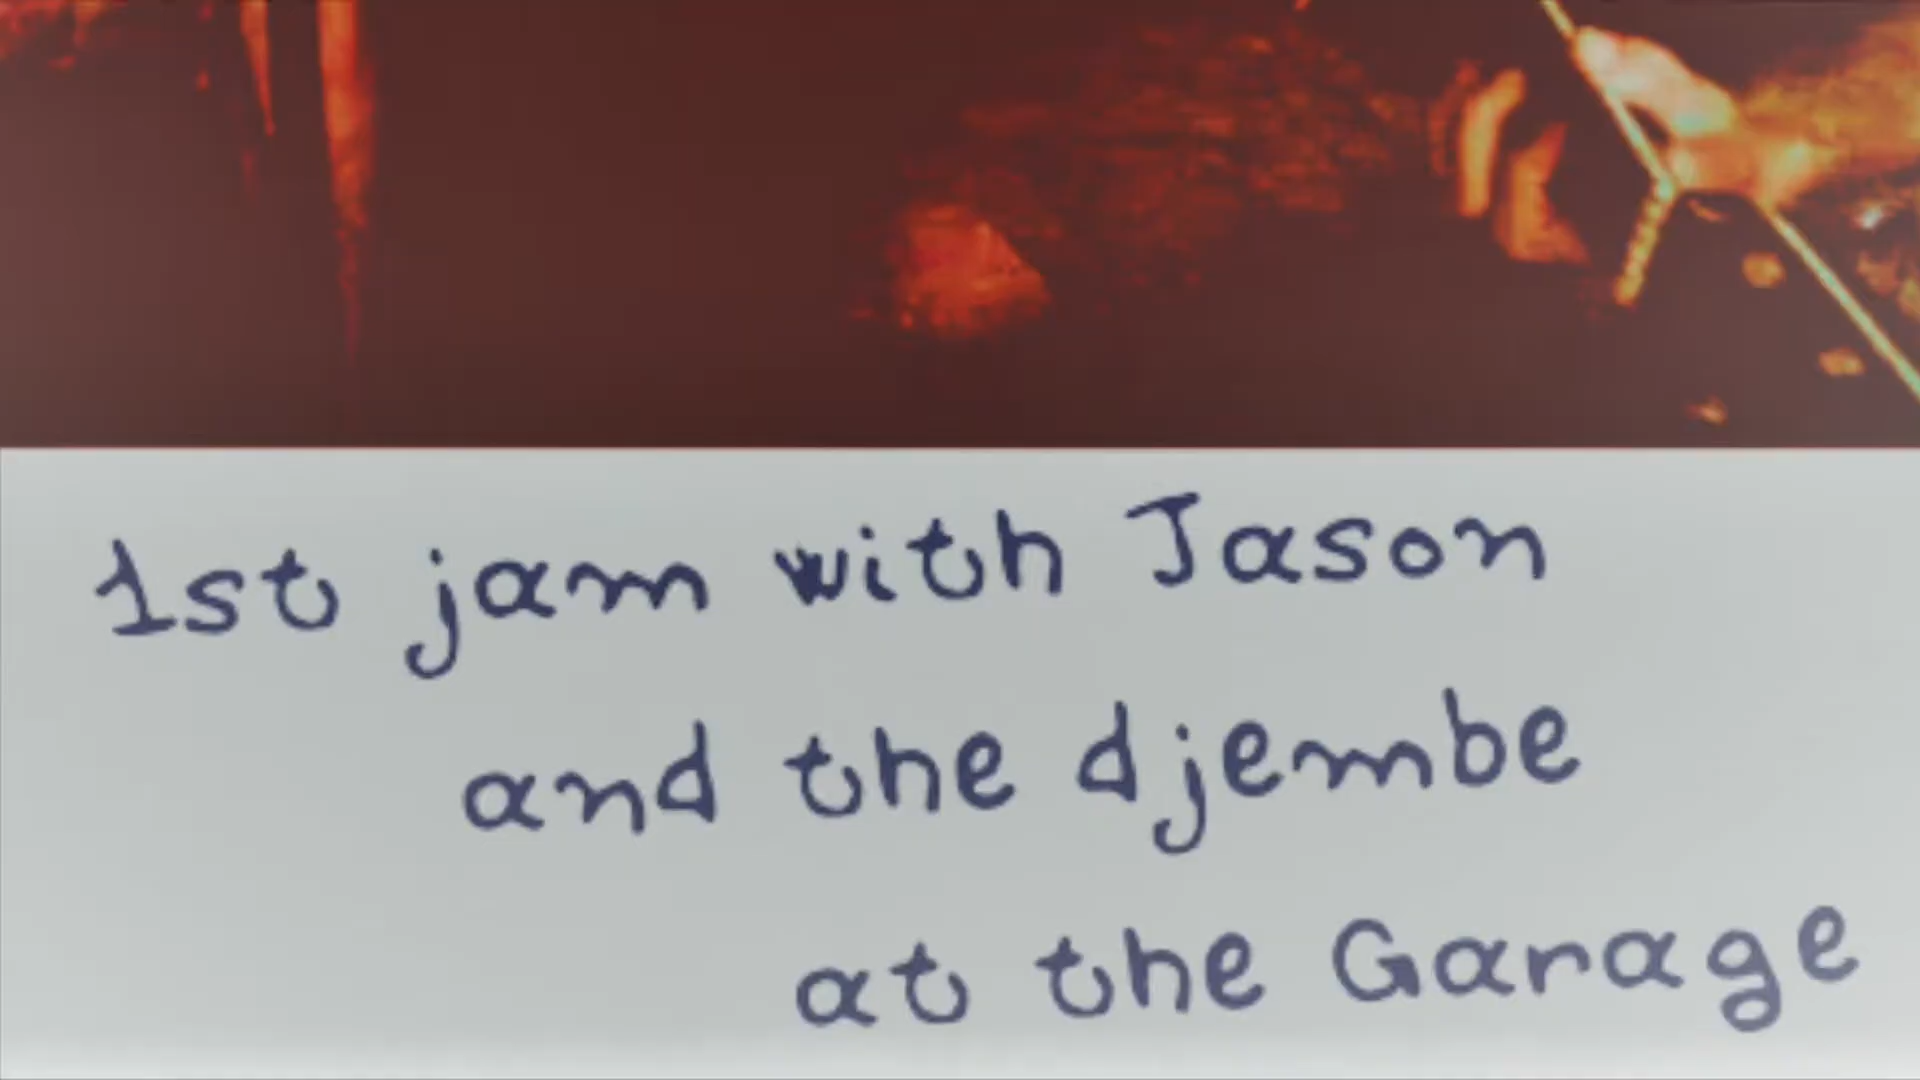 1st jam with Jason
and the djembe
at the Garage